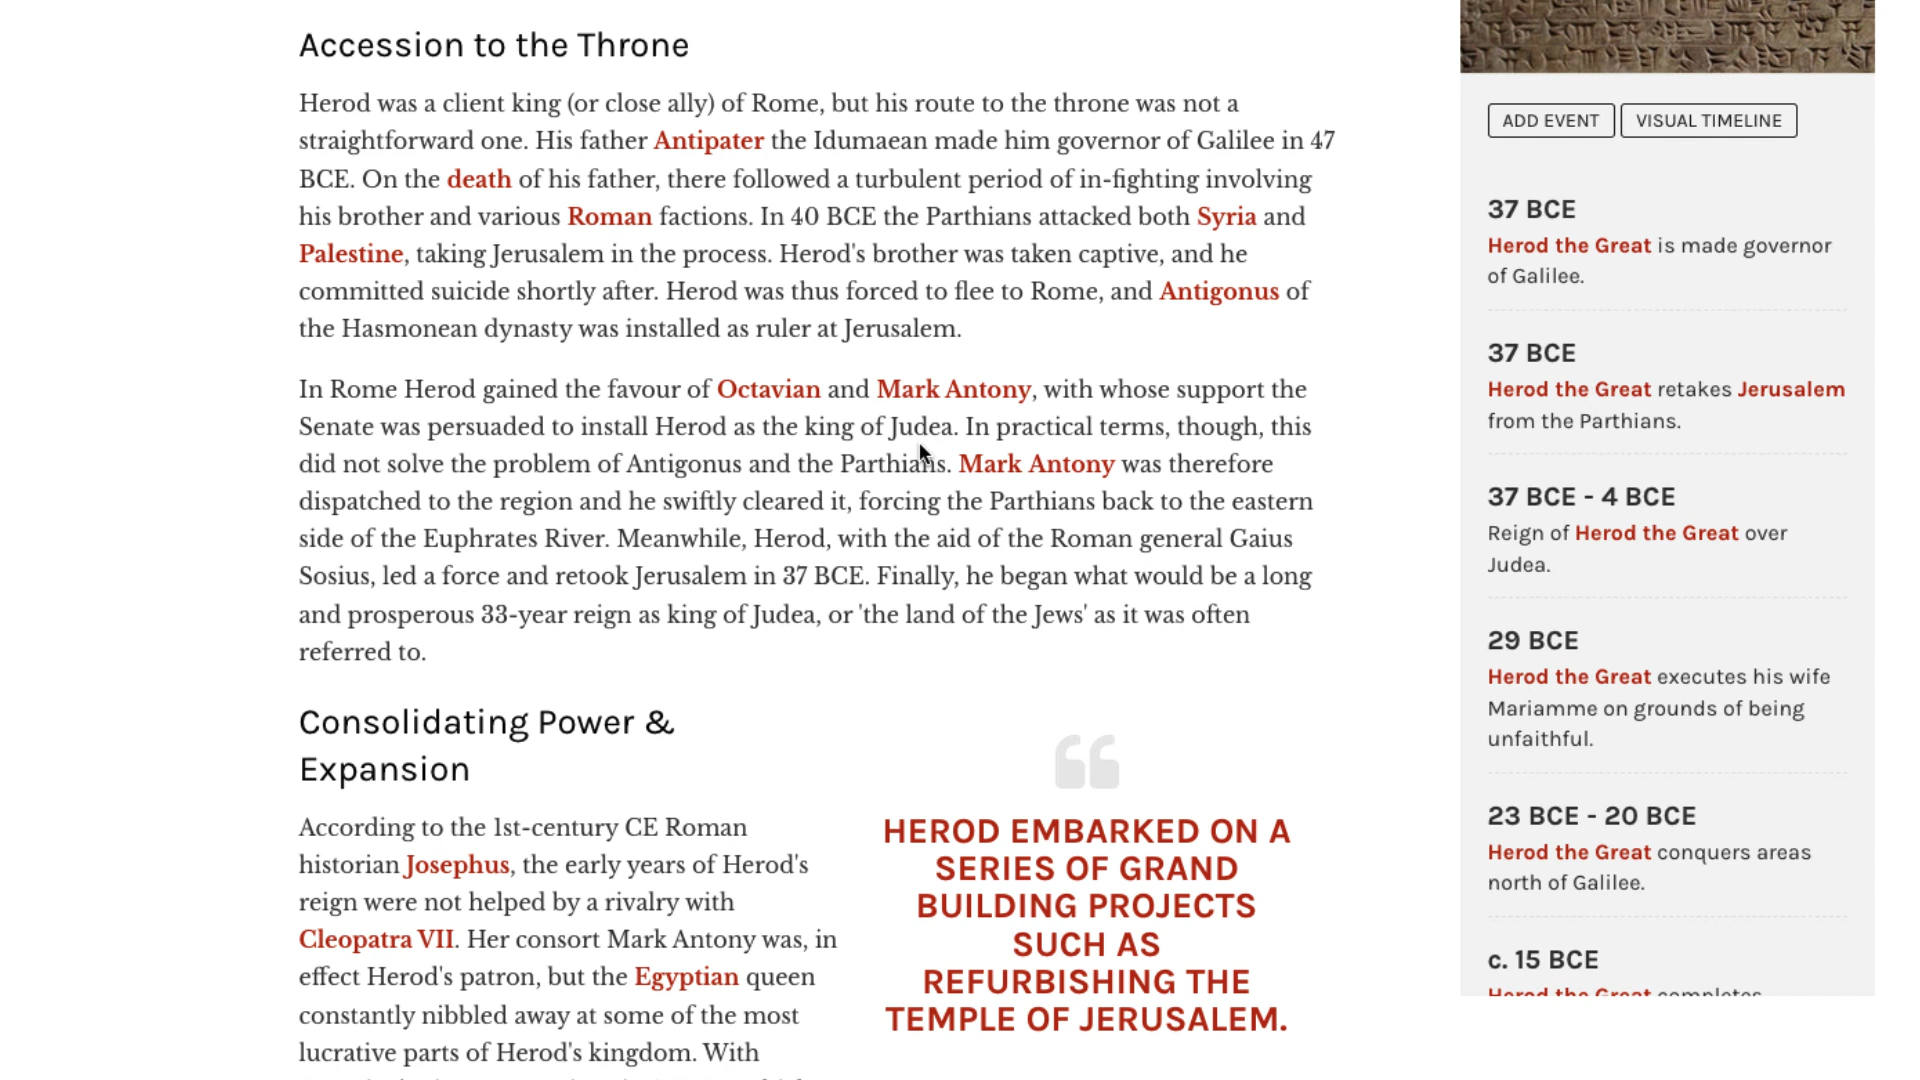 Accession to the Throne
Herod was a client king (or close ally) of Rome, but his route to the throne was not a
straightforward one. His father Antipater the Idumaean made him governor of Galilee in 47
BCE. On the death of his father, there followed a turbulent period of in-fighting involving
his brother and various Roman factions. In 40 BCE the Parthians attacked both Syria and
Palestine, taking Jerusalem in the process. Herod's brother was taken captive, and he
committed suicide shortly after. Herod was thus forced to flee to Rome, and Antigonus of
the Hasmonean dynasty was installed as ruler at Jerusalem.
In Rome Herod gained the favour of Octavian and Mark Antony, with whose support the
Senate was persuaded to install Herod as the king of Judea. In practical terms, though, this
did not solve the problem of Antigonus and the Parthians. Mark Antony was therefore
dispatched to the region and he swiftly cleared it, forcing the Parthians back to the eastern
side of the Euphrates River. Meanwhile, Herod, with the aid of the Roman general Gaius
Sosius, led a force and retook Jerusalem in 37 BCE. Finally, he began what would be a long
and prosperous 33-year reign as king of Judea, or 'the land of the Jews' as it was often
referred to.
Consolidating Power &
Expansion
According to the 1st-century CE Roman
historian Josephus, the early years of Herod's
reign were not helped by a rivalry with
Cleopatra VII. Her consort Mark Antony was, in
effect Herod's patron, but the Egyptian queen
constantly nibbled away at some of the most
lucrative parts of Herod's kingdom. With
HEROD EMBARKED ON A
SERIES OF GRAND
BUILDING PROJECTS
SUCH AS
REFURBISHING THE
TEMPLE OF JERUSALEM.
ADD EVENT
VISUAL TIMELINE
37 BCE
Herod the Great is made governor
of Galilee.
37 BCE
Herod the Great retakes Jerusalem
from the Parthians.
37 BCE - 4 BCE
Reign of Herod the Great over
Judea.
29 BCE
Herod the Great executes his wife
Mariamme on grounds of being
unfaithful.
23 BCE - 20 BCE
Herod the Great conquers areas
north of Galilee.
c. 15 BCE
Herod the Great completes